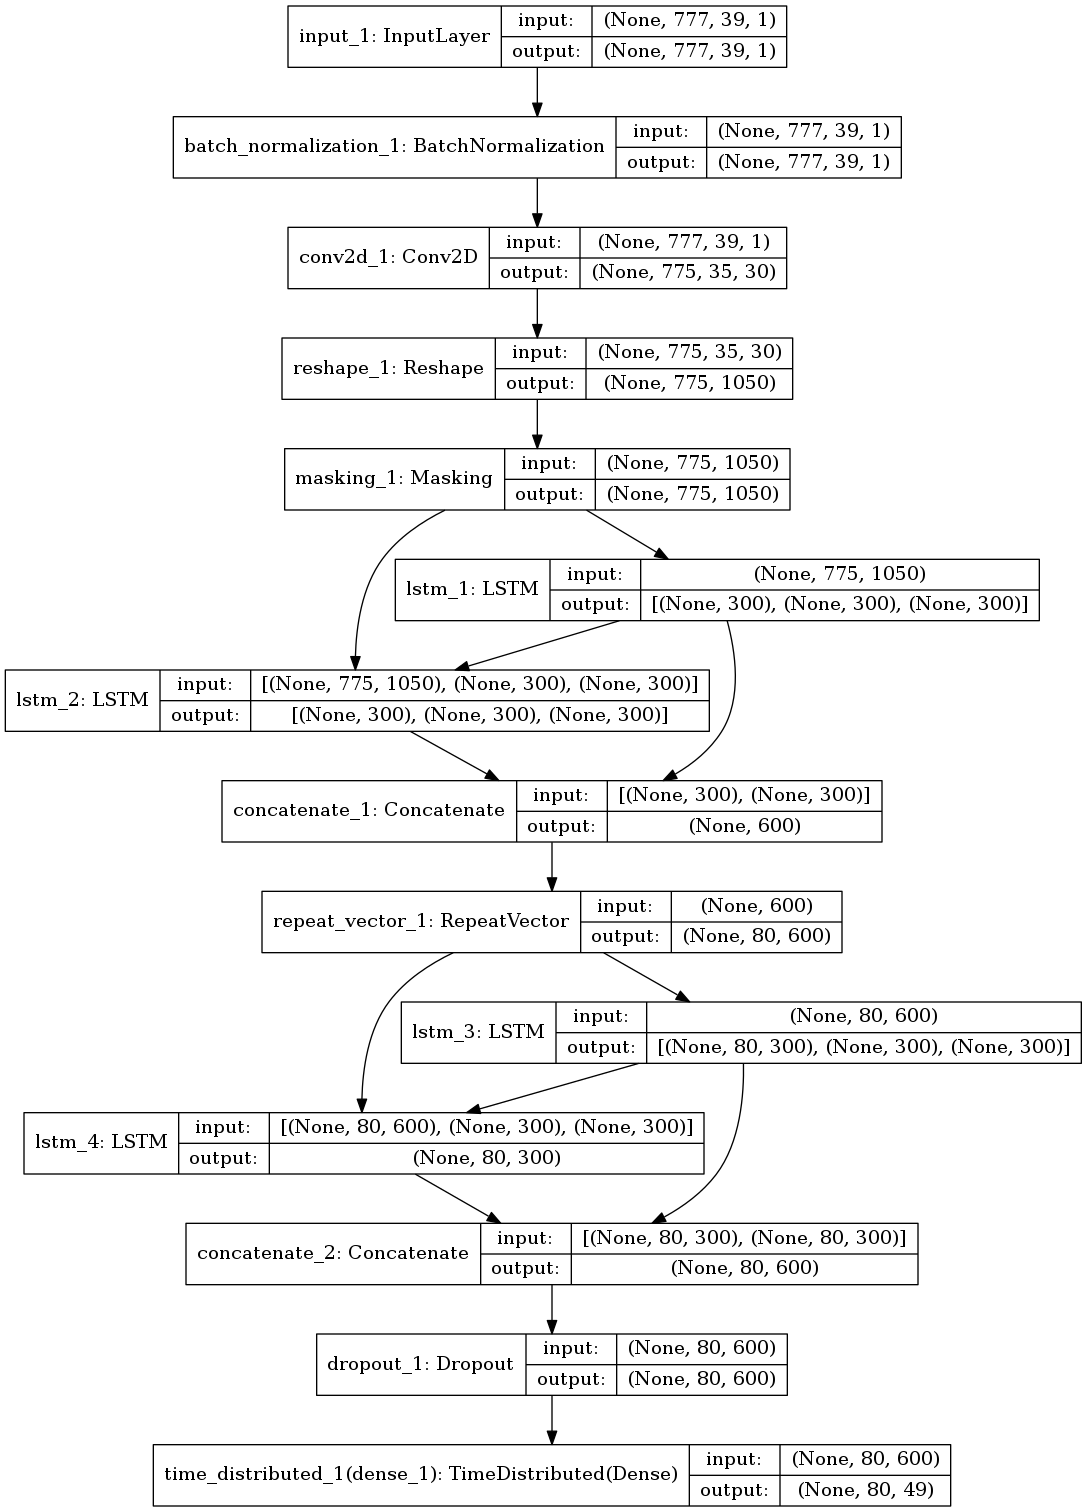 input_1: InputLayer
input: (None, 777, 39, 1)
output: (None, 777, 39, 1)
batch_normalization_1: BatchNormalization
input: (None, 777, 39, 1)
output: (None, 777, 39, 1)
conv2d_1: Conv2D
input: (None, 777, 39, 1)
output: (None, 775, 35, 30)
reshape_1: Reshape
input: (None, 775, 35, 30)
output: (None, 775, 1050)
masking_1: Masking
input: (None, 775, 1050)
output: (None, 775, 1050)
lstm_1: LSTM
input: (None, 775, 1050)
output: [(None, 300), (None, 300), (None, 300)]
lstm_2: LSTM
input: [(None, 775, 1050), (None, 300), (None, 300)]
output: [(None, 300), (None, 300), (None, 300)]
concatenate_1: Concatenate
input: [(None, 300), (None, 300)]
output: (None, 600)
repeat_vector_1: RepeatVector
input: (None, 600)
output: (None, 80, 600)
lstm_3: LSTM
input: (None, 80, 600)
output: [(None, 80, 300), (None, 300), (None, 300)]
lstm_4: LSTM
input: [(None, 80, 600), (None, 300), (None, 300)]
output: (None, 80, 300)
concatenate_2: Concatenate
input: [(None, 80, 300), (None, 80, 300)]
output: (None, 80, 600)
dropout_1: Dropout
input: (None, 80, 600)
output: (None, 80, 600)
time_distributed_1(dense_1): TimeDistributed(Dense)
input: (None, 80, 600)
output: (None, 80, 49)